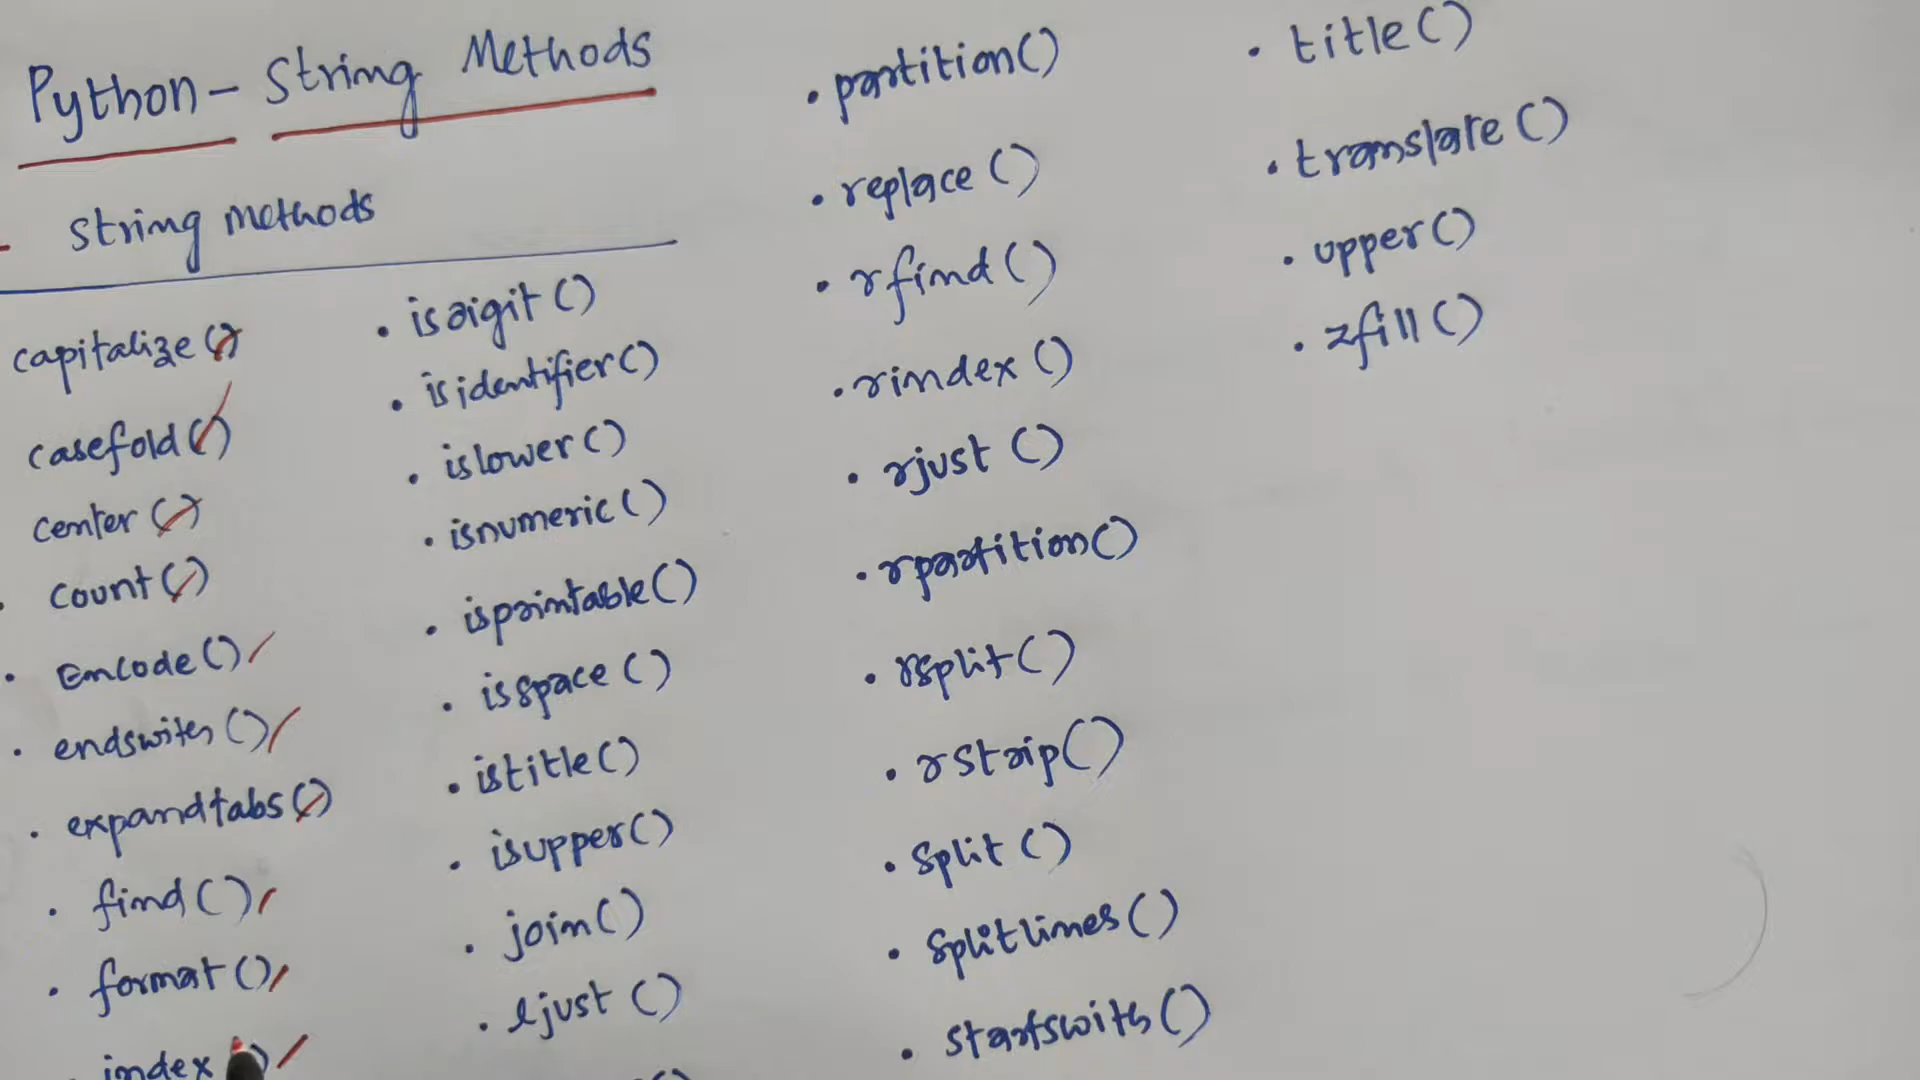 Python - String Methods
string methods
capitalize()
casefold()
center()
count()
• Encode()
• endswith()
• expandtabs()
• find()
• format()
index()
• isdigit()
• isidentifier()
• islower()
• isnumeric()
• isprintable()
• isspace()
• istitle()
• isupper()
• join()
• ljust()
• partition()
• replace()
• rfind()
• rindex()
• rjust()
• rpartition()
• rsplit()
• rstrip()
• split()
• splitlines()
• startswith()
• title()
• translate()
• upper()
• zfill()